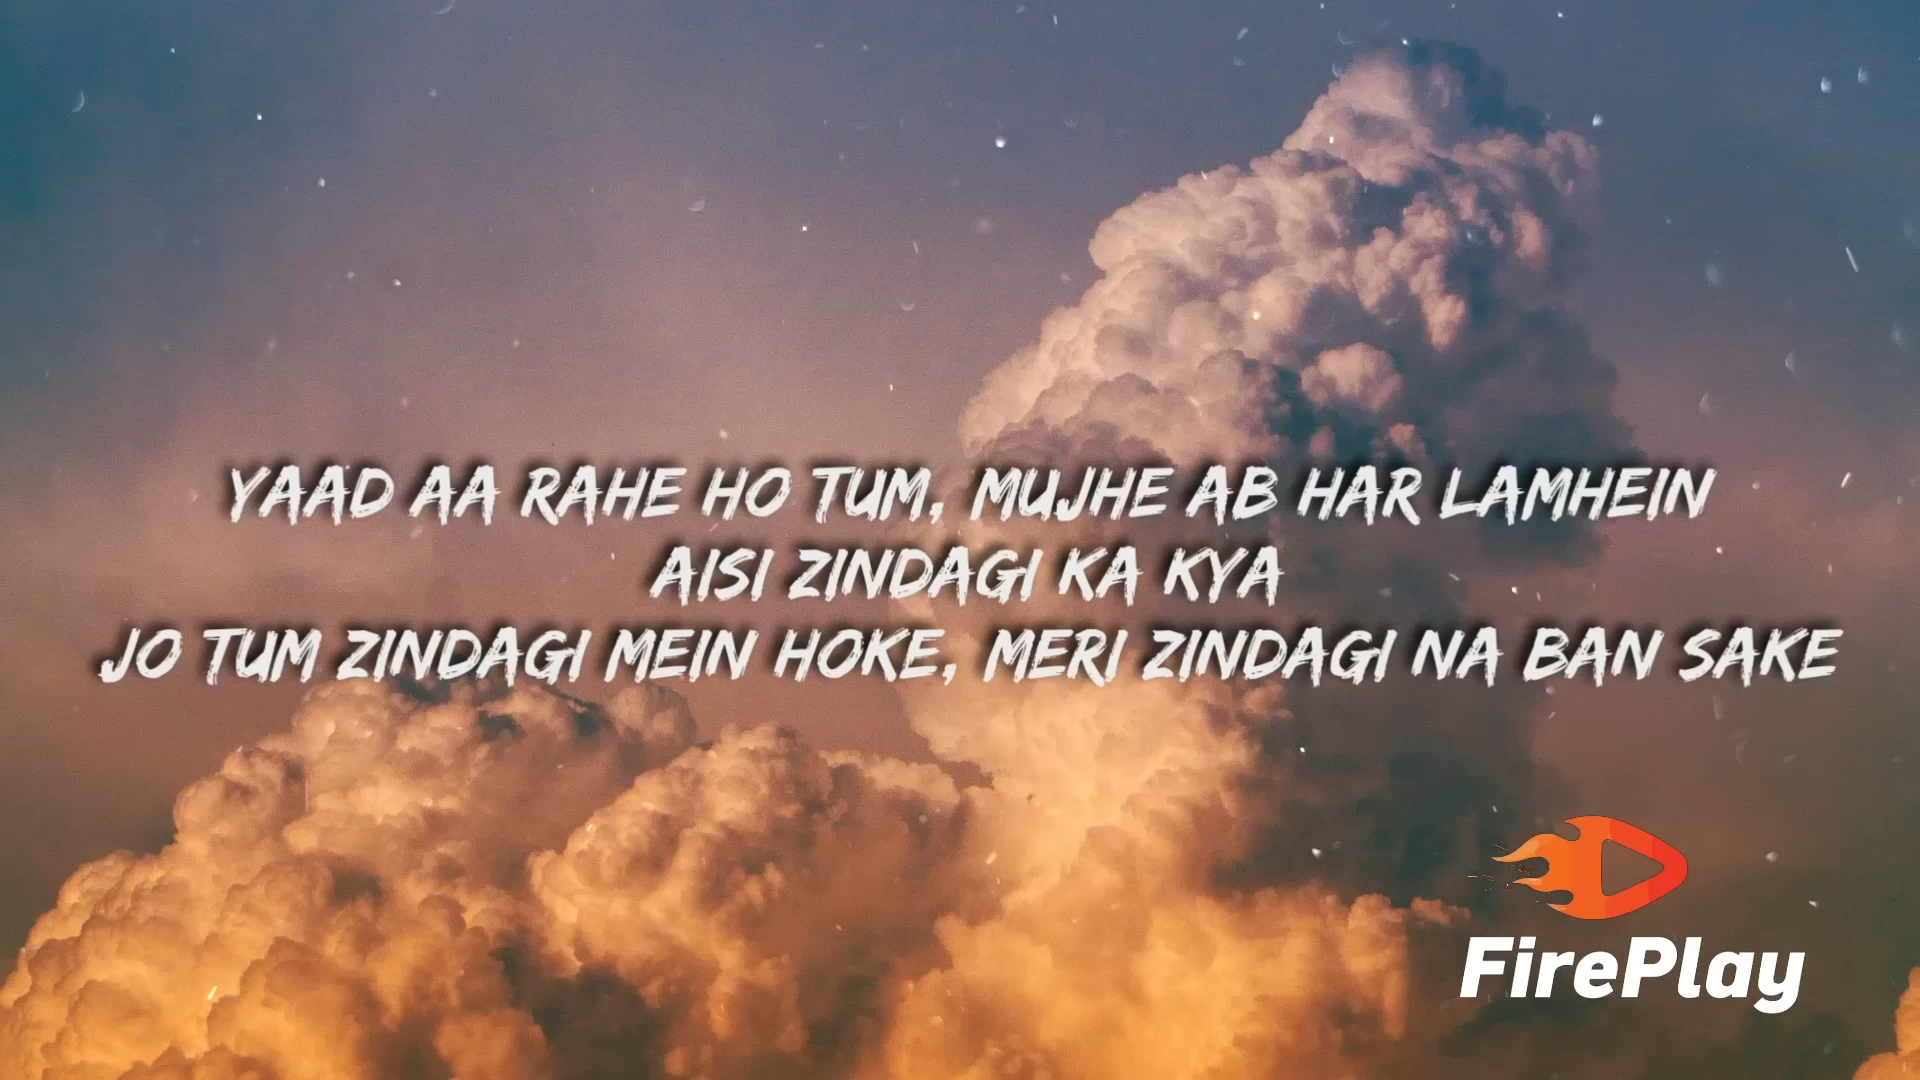 YAAD AA RAHE HO TUM, MUJHE AB HAR LAMHEIN
AISI ZINDAGI KA KYA
JO TUM ZINDAGI MEIN HOKE, MERI ZINDAGI NA BAN SAKE
FirePlay